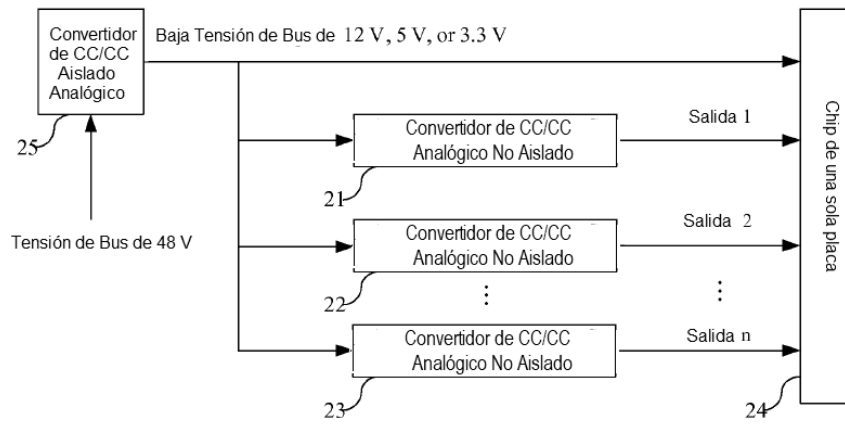 Convertidor
de CC/CC
Aislado
Analógico
Baja Tensión de Bus de 12 V, 5 V, or 3.3 V
25
Tensión de Bus de 48 V
Convertidor de CC/CC
Analógico No Aislado
21
Salida 1
Convertidor de CC/CC
Analógico No Aislado
22
Salida 2
Convertidor de CC/CC
Analógico No Aislado
23
Salida n
Chip de una sola
placa
24